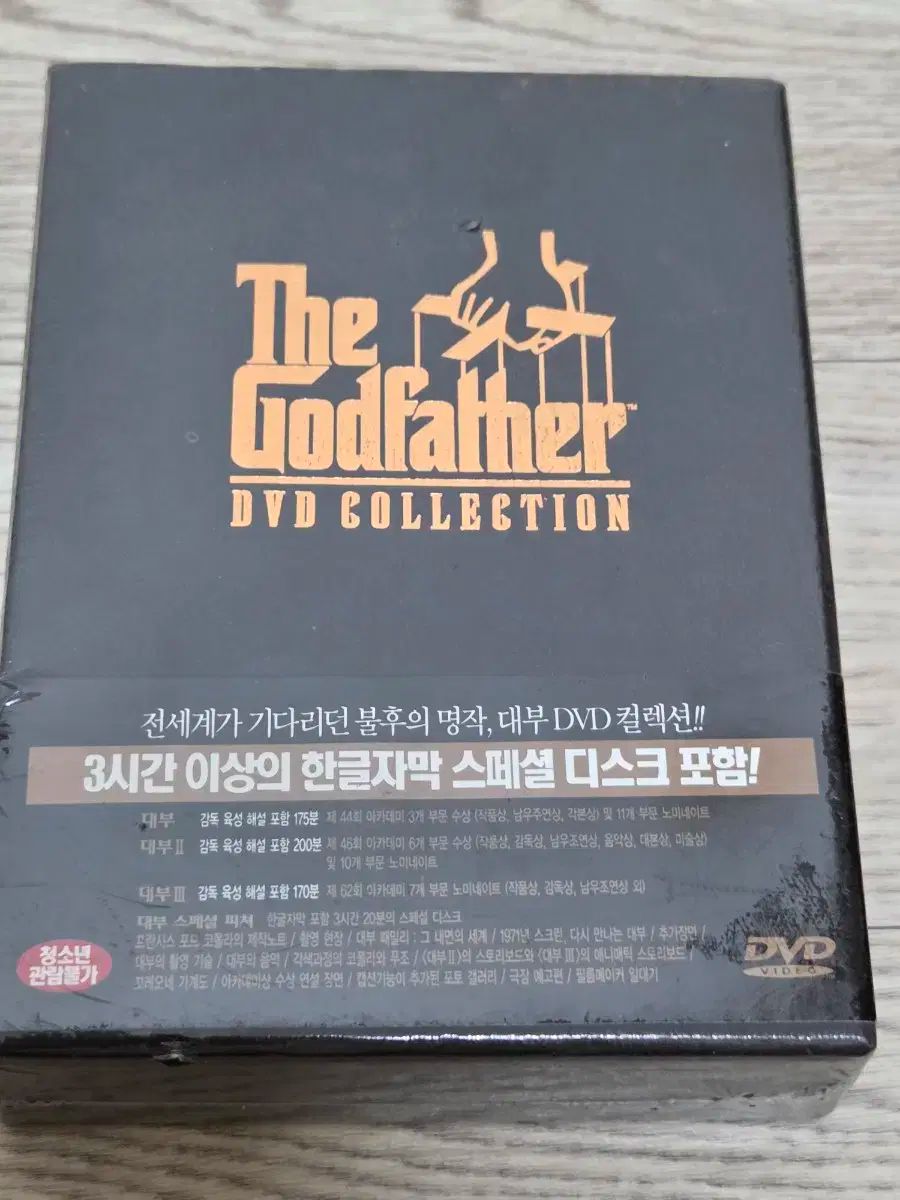 The
Godfather
TM
DVD COLLECTION
전세계가 기다리던 불후의 명작, 대부 DVD 컬렉션!!
3시간 이상의 한글자막 스페셜 디스크 포함!
대부 감독 육성 해설 포함 175분 제 44회 아카데미 3개 부문 수상 (작품상, 남우주연상, 각본상) 및 11개 부문 노미네이트
대부 II 감독 육성 해설 포함 200분 제 46회 아카데미 6개 부문 수상 (작품상, 감독상, 남우조연상, 음악상, 대본상, 미술상)
및 10개 부문 노미네이트
대부 III 감독 육성 해설 포함 170분 제 62회 아카데미 7개 부문 노미네이트 (작품상, 감독상, 남우조연상 외)
대부 스페셜 피쳐 한글자막 포함 3시간 20분의 스페셜 디스크
프란시스 포드 코폴라의 제작노트 / 촬영 현장 / 대부 패밀리 : 그 내면의 세계 / 1971년 스크린, 다시 만나는 대부 / 추가장면
/ 대부의 촬영 기술 / 대부의 음악 / 각색과정의 코폴라와 푸조 / 〈대부 II〉의 스토리보드와 〈대부 III〉의 애니매틱 스토리보드 /
꼬레오네 가계도 / 아카데미상 수상 연설 장면 / 캡션기능이 추가된 포토 갤러리 / 극장 예고편 / 필름메이커 일대기
청소년
관람불가
DVD
VIDEO